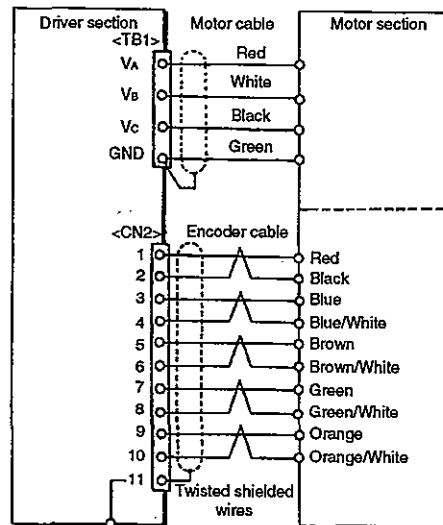 Driver section
Motor cable
Motor section
<TB1>
VA
Red
VB
White
VC
Black
GND
Green
<CN2>
Encoder cable
1
Red
2
Black
3
Blue
4
Blue/White
5
Brown
6
Brown/White
7
Green
8
Green/White
9
Orange
10
Orange/White
11
Twisted shielded
wires